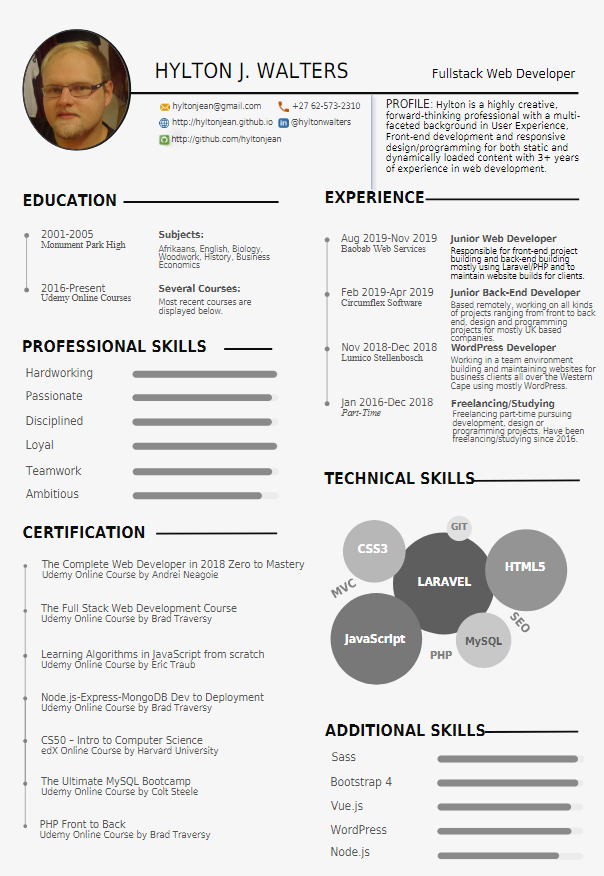 HYLTON J. WALTERS
Fullstack Web Developer
hyltonjean@gmail.com
+27 62-573-2310
http://hyltonjean.github.io
@hyltonwalters
http://github.com/hyltonjean
PROFILE: Hylton is a highly creative,
forward-thinking professional with a multi-
faceted background in User Experience,
Front-end development and responsive
design/programming for both static and
dynamically loaded content with 3+ years
of experience in web development.
EDUCATION
2001-2005
Monument Park High
Subjects:
Afrikaans, English, Biology,
Woodwork, History, Business
Economics
2016-Present
Udemy Online Courses
Several Courses:
Most recent courses are
displayed below.
PROFESSIONAL SKILLS
Hardworking
Passionate
Disciplined
Loyal
Teamwork
Ambitious
CERTIFICATION
The Complete Web Developer in 2018 Zero to Mastery
Udemy Online Course by Andrei Neagoie
The Full Stack Web Development Course
Udemy Online Course by Brad Traversy
Learning Algorithms in JavaScript from scratch
Udemy Online Course by Eric Traub
Node.js-Express-MongoDB Dev to Deployment
Udemy Online Course by Brad Traversy
CS50 – Intro to Computer Science
edX Online Course by Harvard University
The Ultimate MySQL Bootcamp
Udemy Online Course by Colt Steele
PHP Front to Back
Udemy Online Course by Brad Traversy
EXPERIENCE
Aug 2019-Nov 2019
Baobab Web Services
Junior Web Developer
Responsible for front-end project
building and back-end building
mostly using Laravel/PHP and to
maintain website builds for clients.
Feb 2019-Apr 2019
Circumflex Software
Junior Back-End Developer
Based remotely, working on all kinds
of projects ranging from front to back
end, design and programming
projects for mostly UK based
companies.
Nov 2018-Dec 2018
Lumico Stellenbosch
WordPress Developer
Working in a team environment
building and maintaining websites for
business clients all over the Western
Cape using mostly WordPress.
Jan 2016-Dec 2018
Part-Time
Freelancing/Studying
Freelancing part-time pursuing
development, design or
programming projects. Have been
freelancing/studying since 2016.
TECHNICAL SKILLS
GIT
CSS3
HTML5
LARAVEL
MVC
SEO
JavaScript
MySQL
PHP
ADDITIONAL SKILLS
Sass
Bootstrap 4
Vue.js
WordPress
Node.js